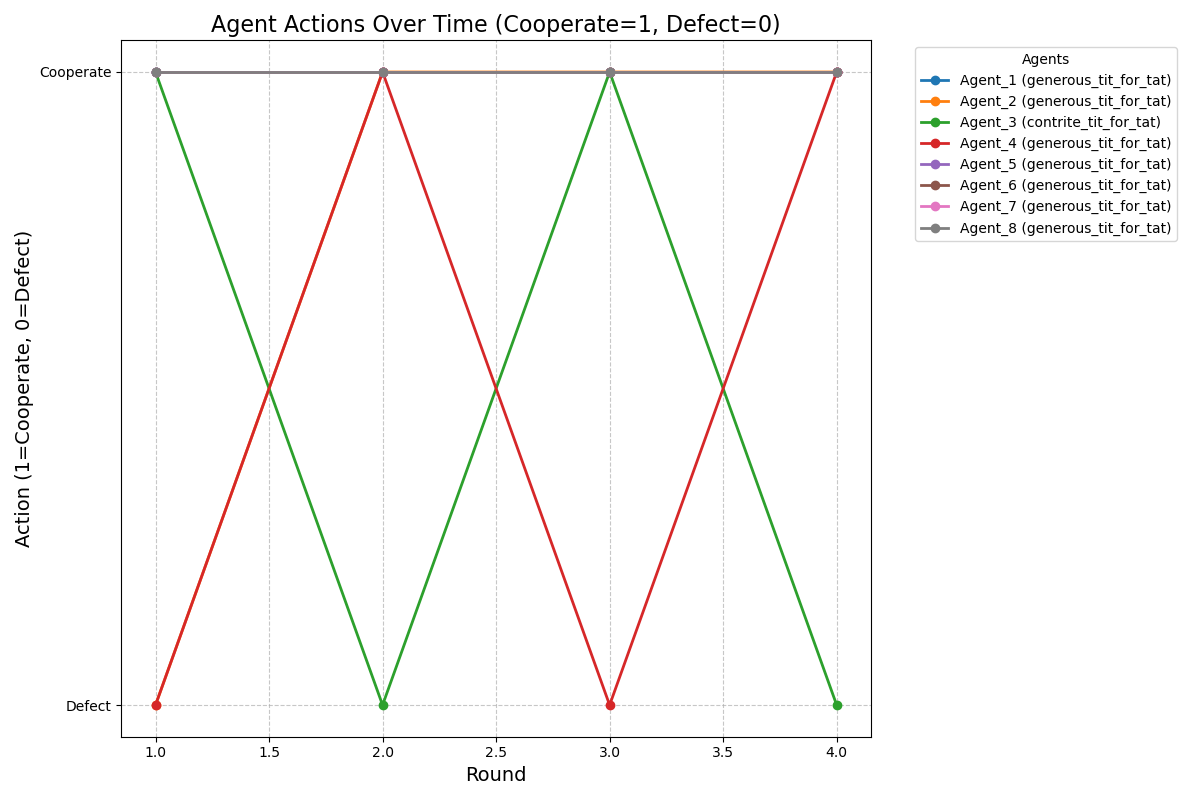 Agent Actions Over Time (Cooperate=1, Defect=0)
Action (1=Cooperate, 0=Defect)
Cooperate
Defect
1.0 1.5 2.0 2.5 3.0 3.5 4.0
Round
Agents
Agent_1 (generous_tit_for_tat)
Agent_2 (generous_tit_for_tat)
Agent_3 (contrite_tit_for_tat)
Agent_4 (generous_tit_for_tat)
Agent_5 (generous_tit_for_tat)
Agent_6 (generous_tit_for_tat)
Agent_7 (generous_tit_for_tat)
Agent_8 (generous_tit_for_tat)